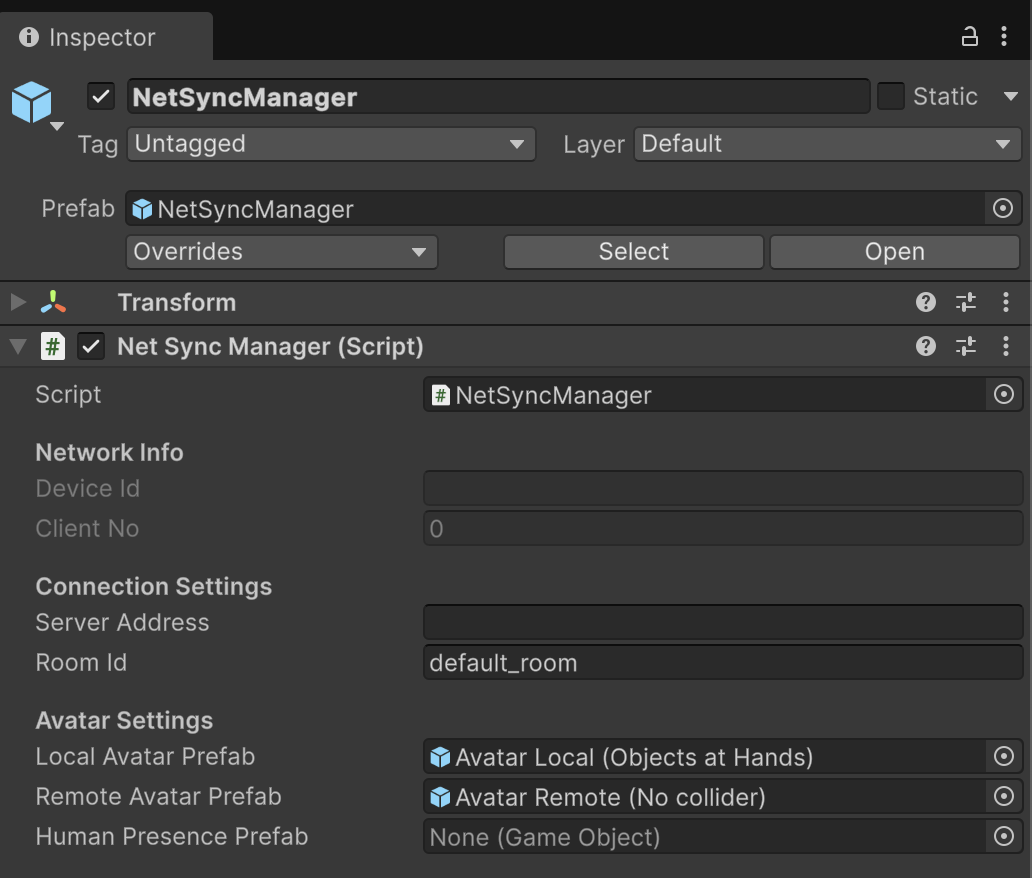 Inspector
NetSyncManager Static
Tag Untagged Layer Default
Prefab NetSyncManager
Overrides Select Open
Transform
# Net Sync Manager (Script)
Script # NetSyncManager
Network Info
Device Id
Client No 0
Connection Settings
Server Address
Room Id default_room
Avatar Settings
Local Avatar Prefab Avatar Local (Objects at Hands)
Remote Avatar Prefab Avatar Remote (No collider)
Human Presence Prefab None (Game Object)